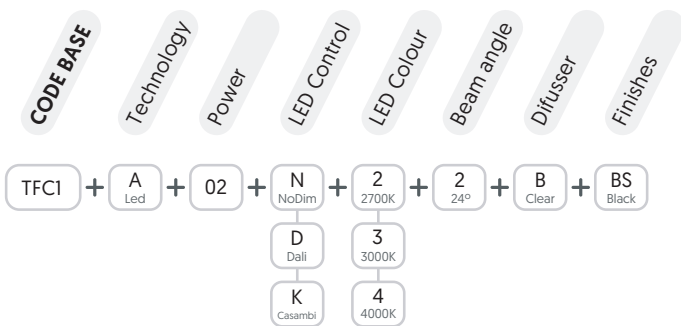 CODE BASE
Technology
Power
LED Control
LED Colour
Beam angle
Difusser
Finishes
TFC1 + A + 02 + N + 2 + 2 + B + BS
Led NoDim 2700K 24º Clear Black
D 3
Dali 3000K
K 4
Casambi 4000K